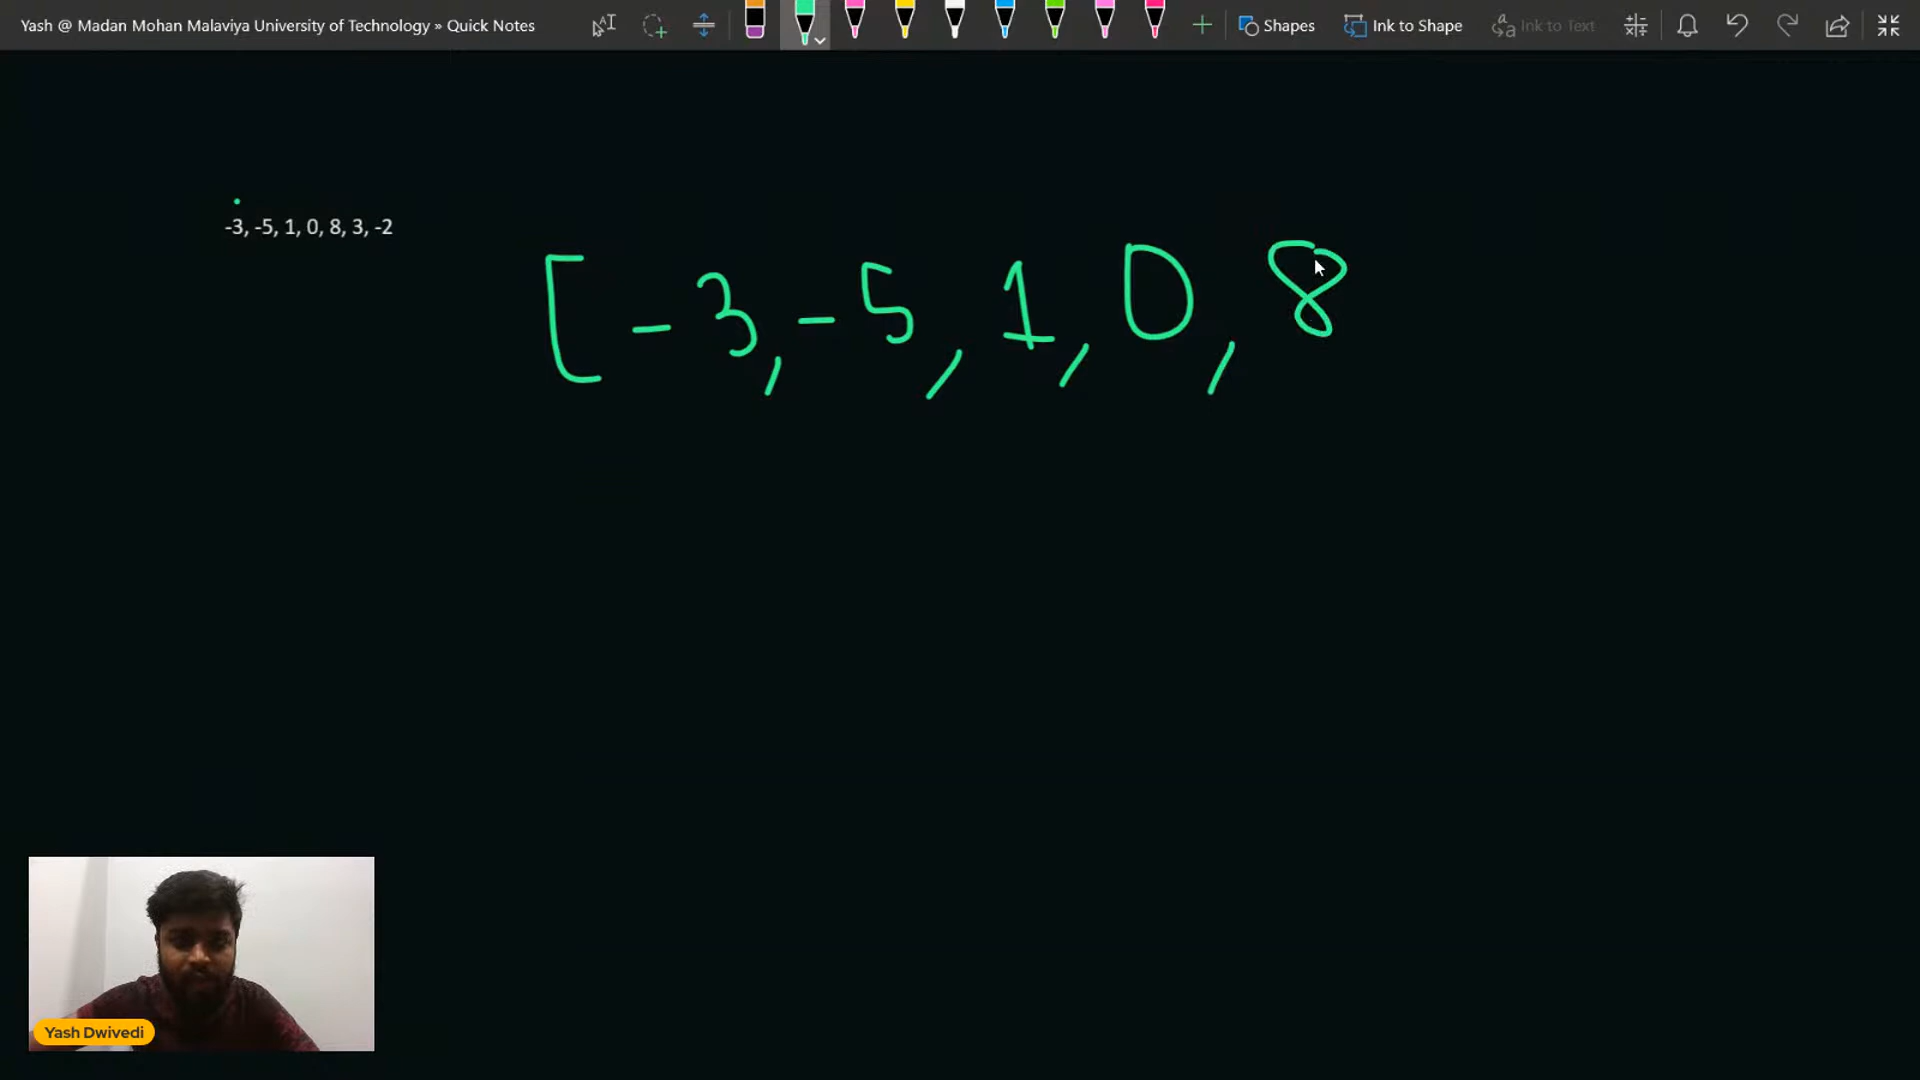 Yash @ Madan Mohan Malaviya University of Technology » Quick Notes
Shapes
Ink to Shape
Ink to Text
-3, -5, 1, 0, 8, 3, -2
[ -3, -5, 1, 0, 8
Yash Dwivedi